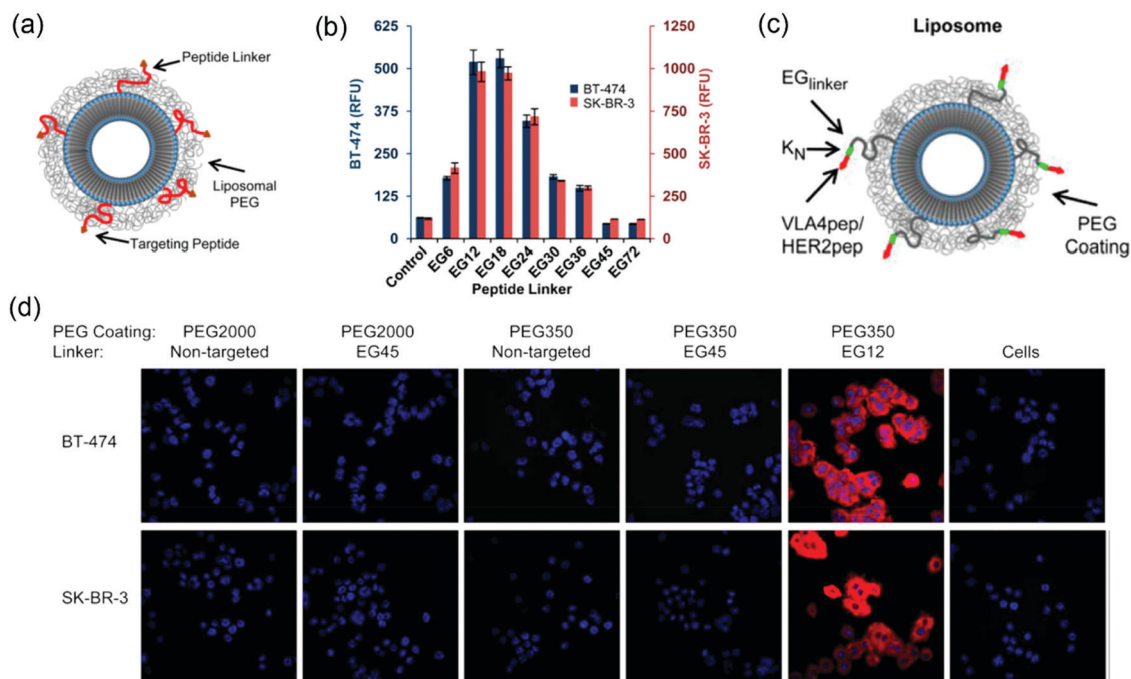 (a)
Peptide Linker
Liposomal
PEG
Targeting Peptide
(b)
BT-474 (RFU)
625
500
375
250
125
0
1250
1000
750
500
250
0
SK-BR-3 (RFU)
BT-474
SK-BR-3
Control
EG6
EG12
EG18
EG24
EG30
EG36
EG45
EG72
Peptide Linker
(c)
Liposome
EGlinker
KN
VLA4pep/
HER2pep
PEG
Coating
(d)
PEG Coating: PEG2000 PEG2000 PEG350 PEG350 PEG350
Linker: Non-targeted EG45 Non-targeted EG45 EG12 Cells
BT-474
SK-BR-3